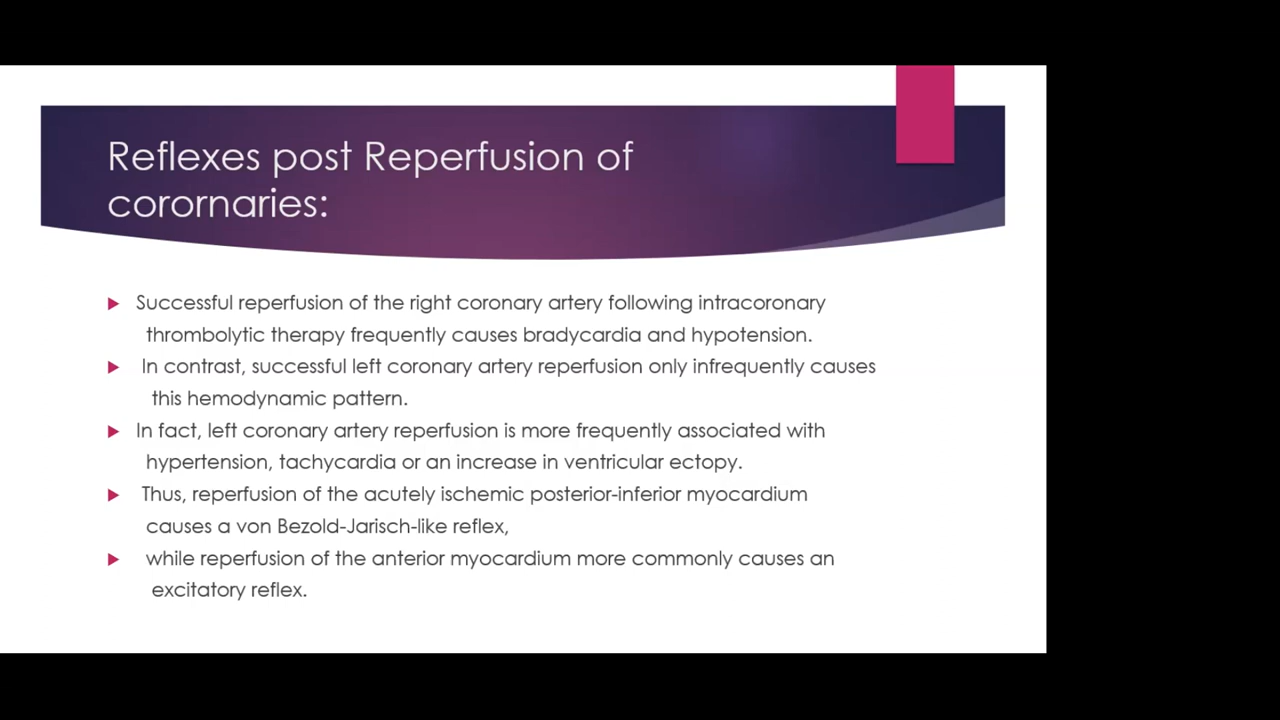 Reflexes post Reperfusion of
corornaries:
Successful reperfusion of the right coronary artery following intracoronary
thrombolytic therapy frequently causes bradycardia and hypotension.
In contrast, successful left coronary artery reperfusion only infrequently causes
this hemodynamic pattern.
In fact, left coronary artery reperfusion is more frequently associated with
hypertension, tachycardia or an increase in ventricular ectopy.
Thus, reperfusion of the acutely ischemic posterior-inferior myocardium
causes a von Bezold-Jarisch-like reflex,
while reperfusion of the anterior myocardium more commonly causes an
excitatory reflex.